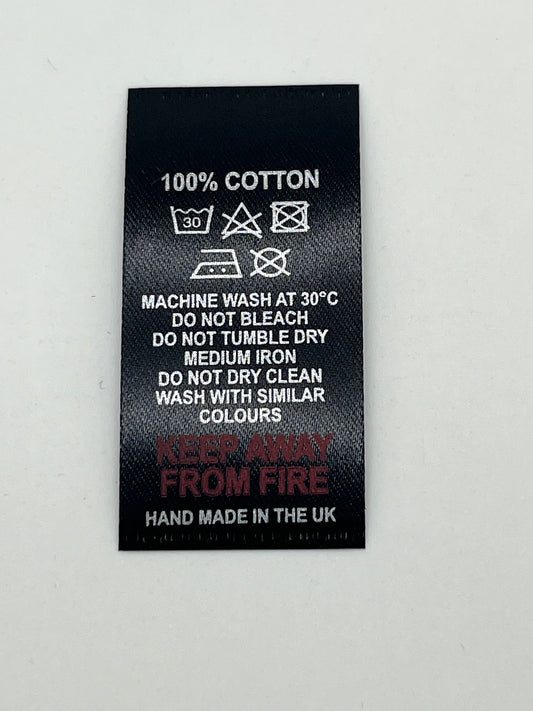 100% COTTON
30
MACHINE WASH AT 30°C
DO NOT BLEACH
DO NOT TUMBLE DRY
MEDIUM IRON
DO NOT DRY CLEAN
WASH WITH SIMILAR
COLOURS
KEEP AWAY
FROM FIRE
HAND MADE IN THE UK